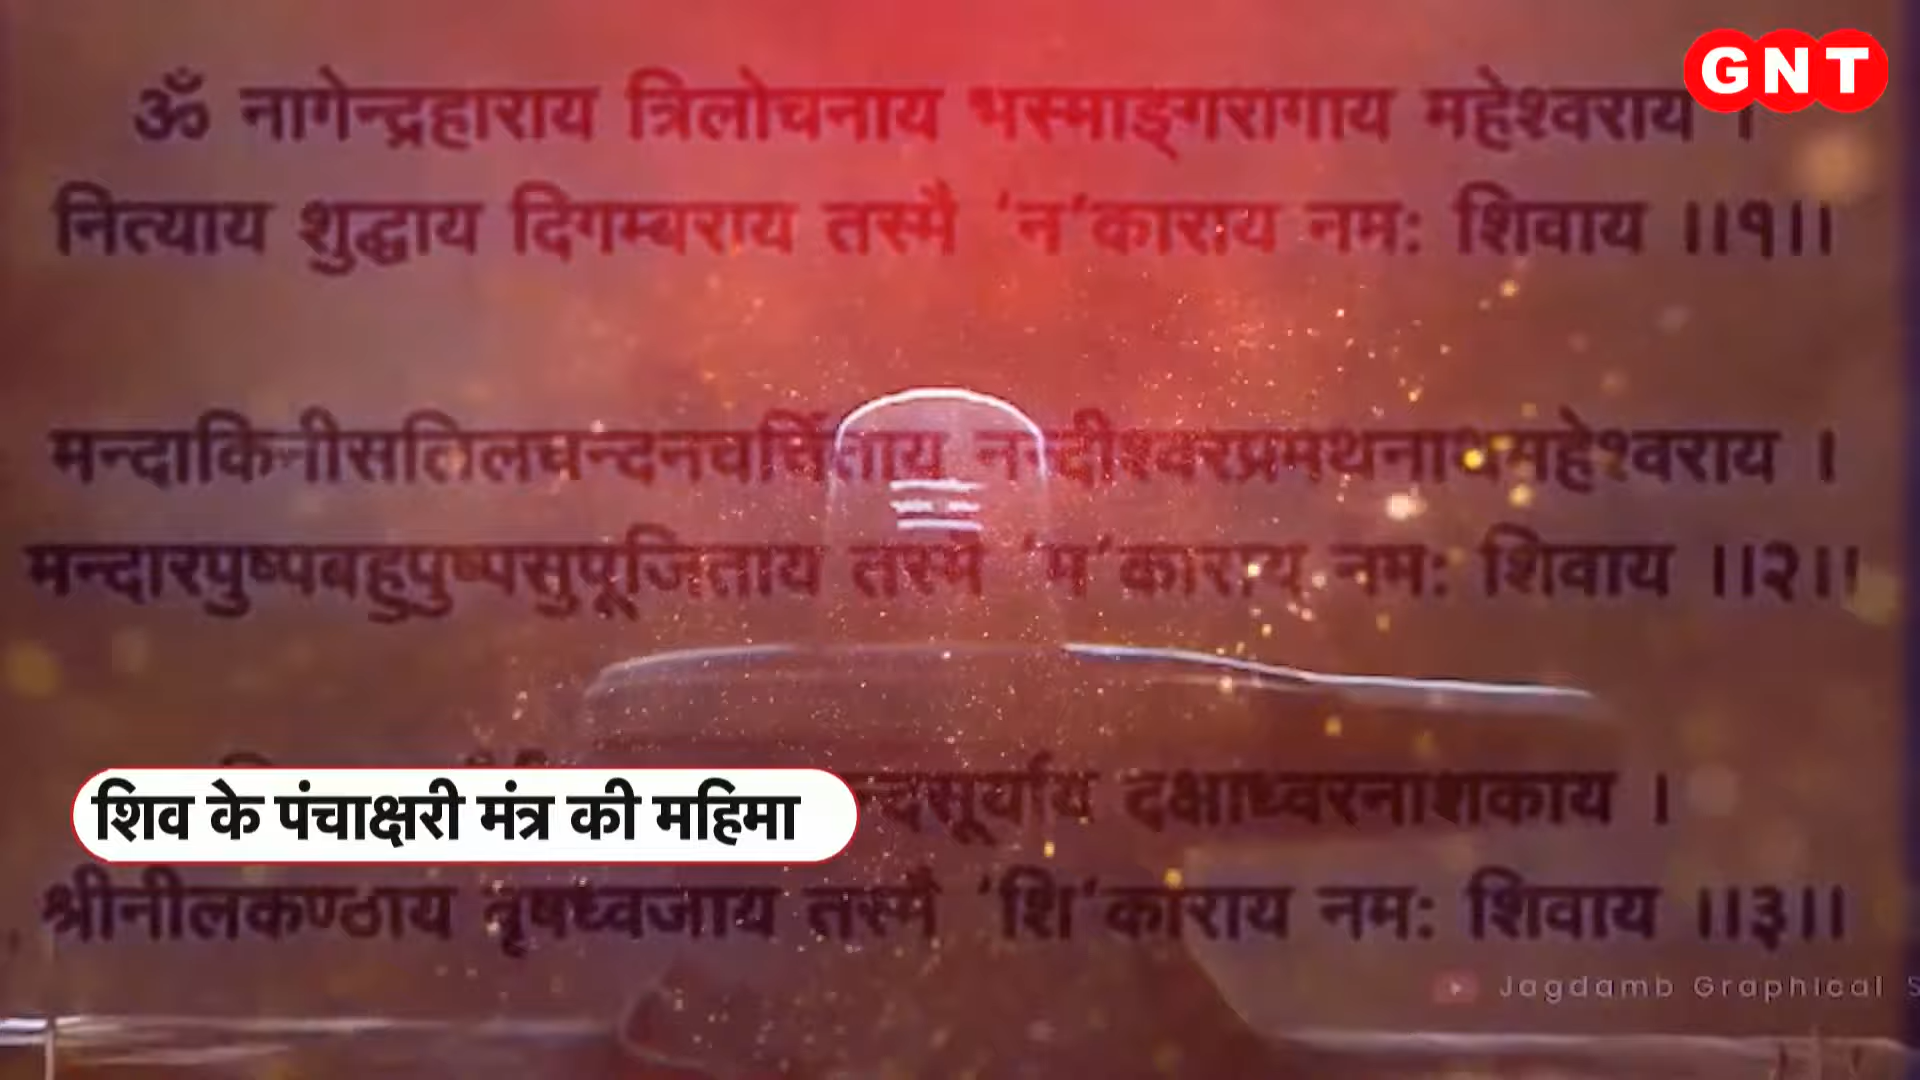 GNT
ॐ नागेन्द्रहाराय त्रिलोचनाय भस्माङ्गरागाय महेश्वराय ।
नित्याय शुद्धाय दिगम्बराय तस्मै ‘न’काराय नमः शिवाय ।।१।।
मन्दाकिनीसलिलचन्दनचर्चिताय नन्दीश्वरप्रमथनाथमहेश्वराय ।
मन्दारपुष्पबहुपुष्पसुपूजिताय तस्मै ‘म’काराय नमः शिवाय ।।२।।
दक्षाध्वरनाशकाय ।
शिव के पंचाक्षरी मंत्र की महिमा
श्रीनीलकण्ठाय वृषध्वजाय तस्मै ‘शि’काराय नमः शिवाय ।।३।।
Jagdamb Graphical S